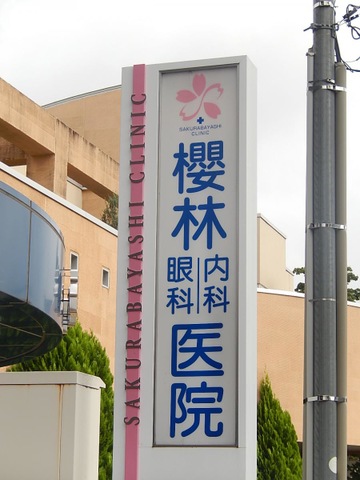 SAKURABAYASHI CLINIC
SAKURABAYASHI
CLINIC
櫻林
内科
眼科
医院